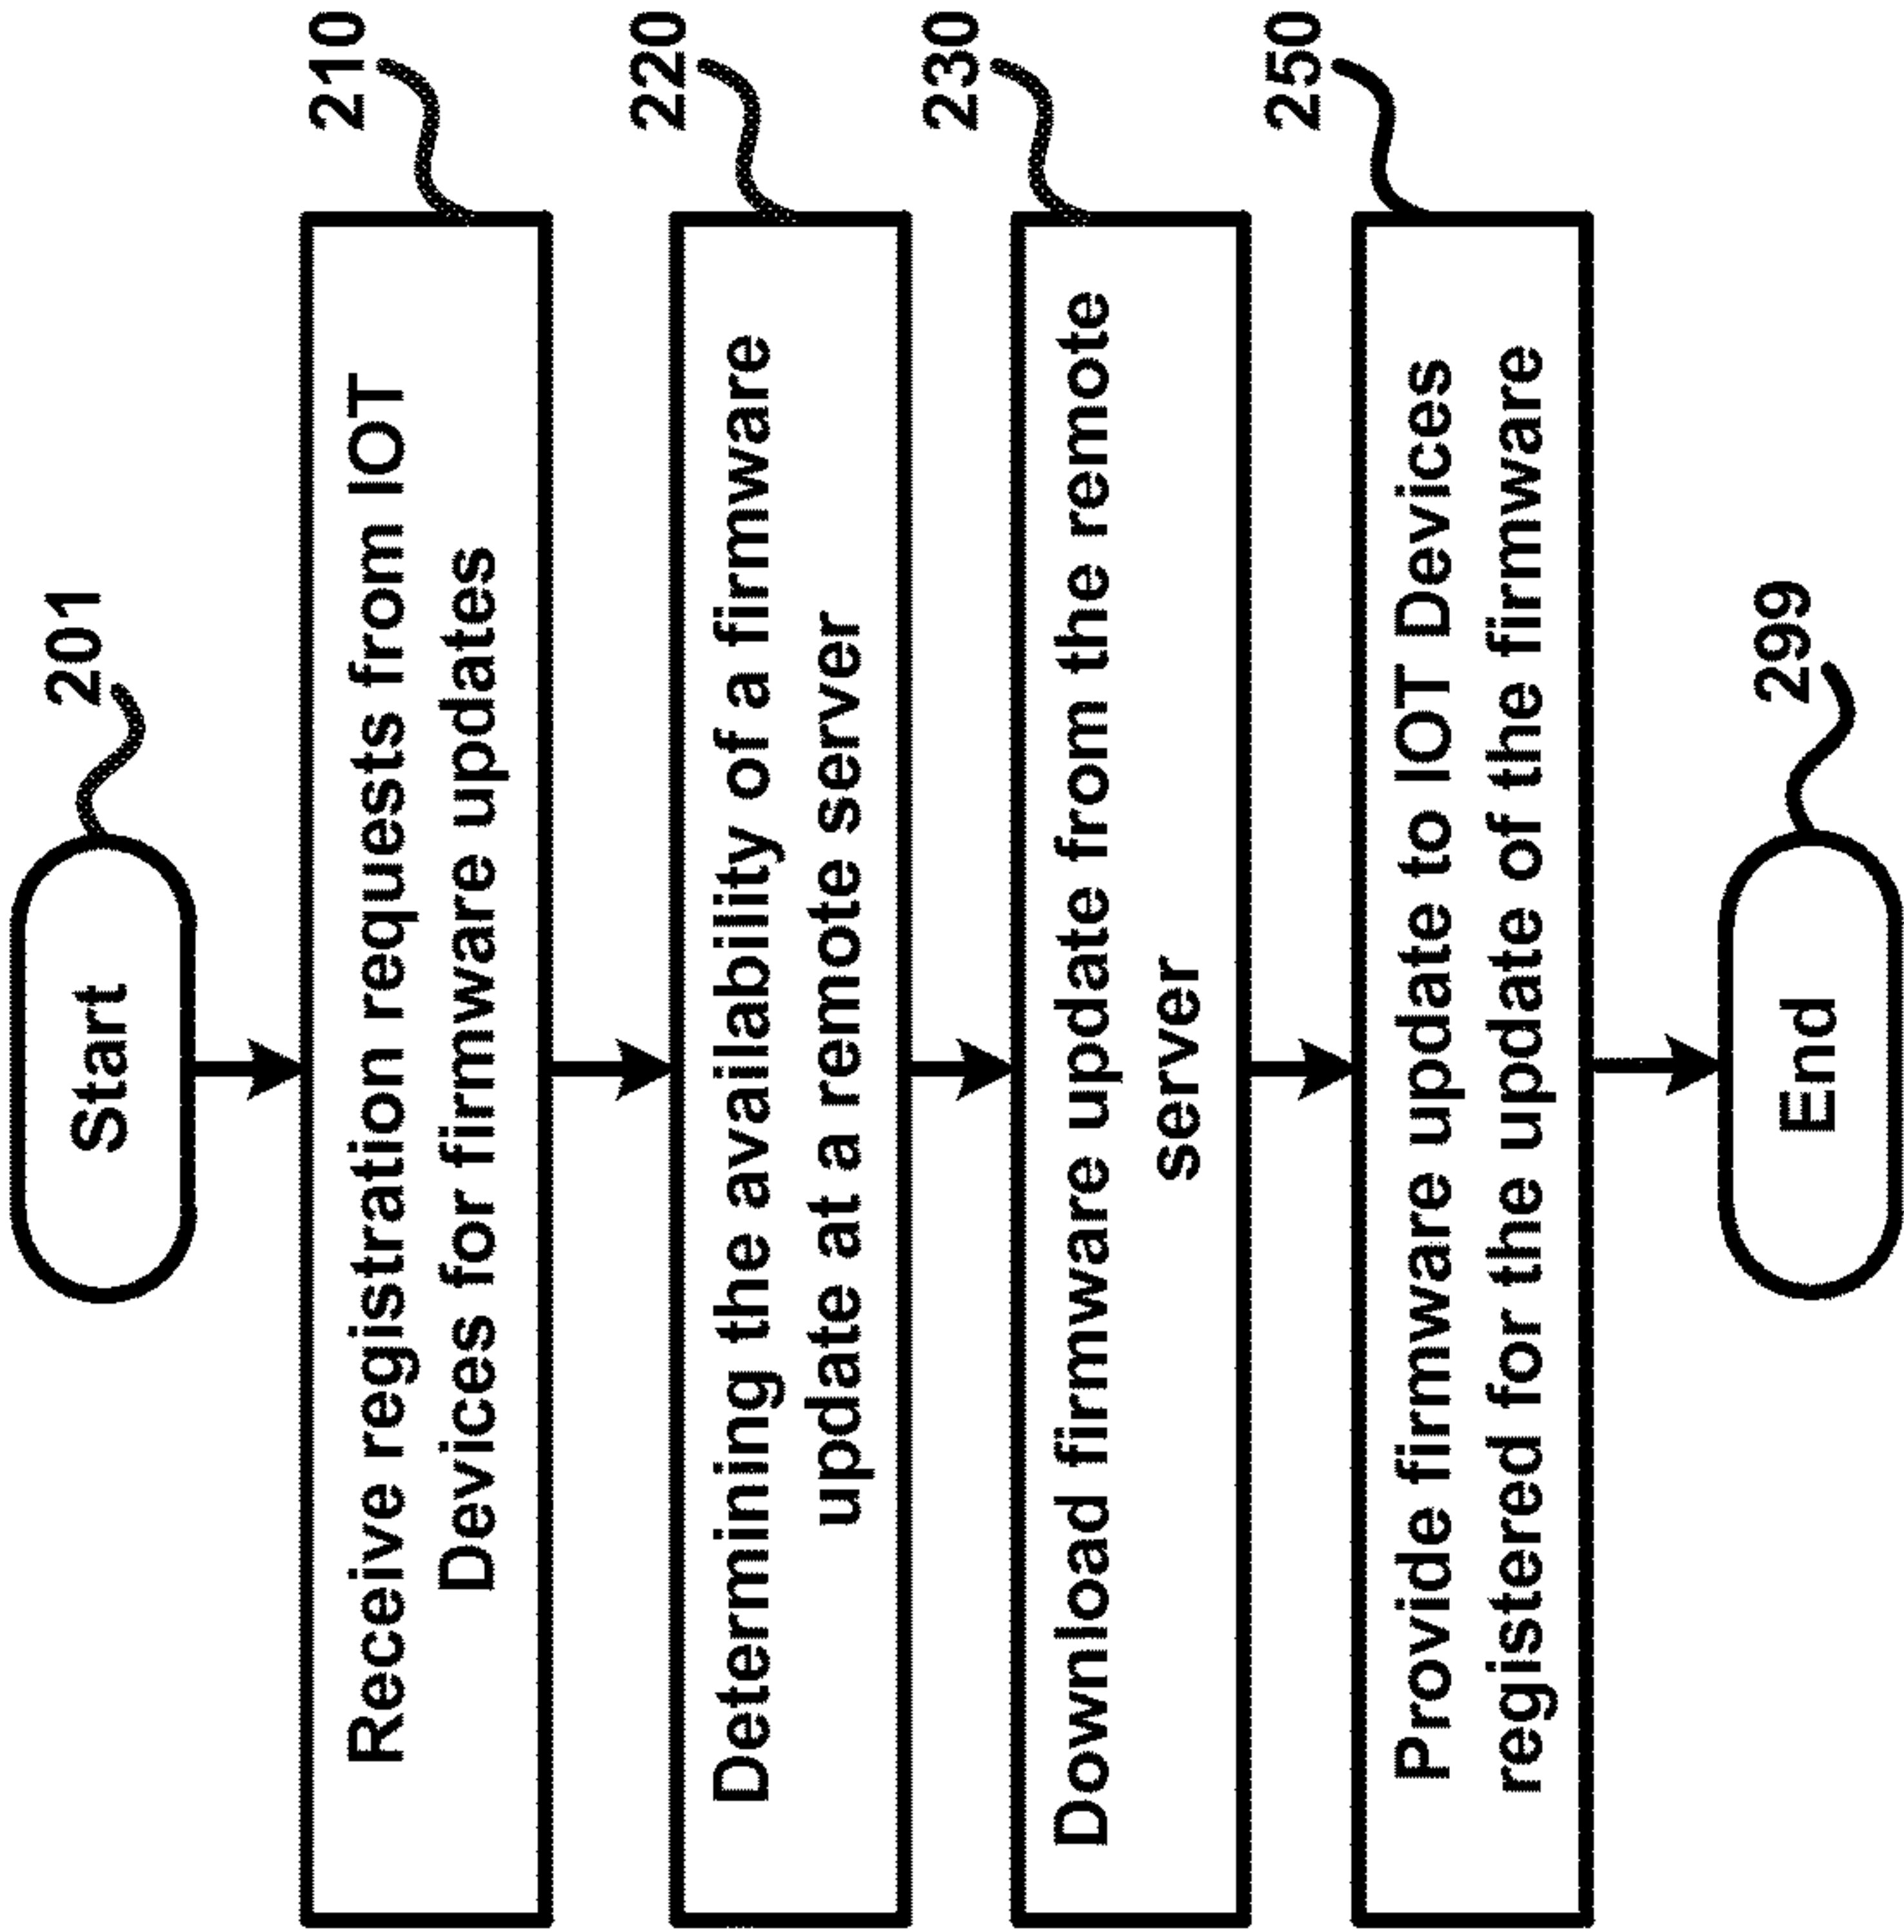 Start
201
Receive registration requests from IOT
Devices for firmware updates
210
Determining the availability of a firmware
update at a remote server
220
Download firmware update from the remote
server
230
Provide firmware update to IOT Devices
registered for the update of the firmware
250
End
299